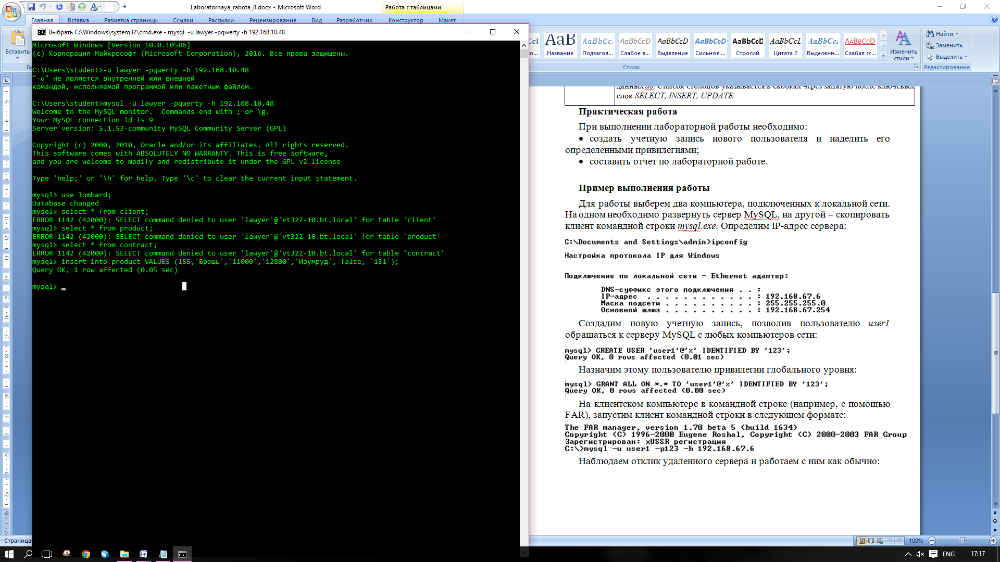 Laboratornaya_rabota_8.docx - Microsoft Word
Работа с таблицами
Главная Вставка Разметка страницы Ссылки Рассылки Рецензирование Вид Разработчик Конструктор Макет
Вставить
Название Подзагол... Слабое в... Выделение Сильное ... Строгий Цитата 2 Выделенн... Слабая сс...
Изменить стили
Найти
Заменить
Выделить
Стили
Редактирование
Выбрать C:\Windows\system32\cmd.exe - mysql -u lawyer -pqwerty -h 192.168.10.48
Microsoft Windows [Version 10.0.10586]
(c) Корпорация Майкрософт (Microsoft Corporation), 2016. Все права защищены.
C:\Users\student>-u lawyer -pqwerty -h 192.168.10.48
"-u" не является внутренней или внешней
командой, исполняемой программой или пакетным файлом.
C:\Users\student>mysql -u lawyer -pqwerty -h 192.168.10.48
Welcome to the MySQL monitor.  Commands end with ; or \g.
Your MySQL connection id is 9
Server version: 5.1.53-community MySQL Community Server (GPL)
Copyright (c) 2000, 2010, Oracle and/or its affiliates. All rights reserved.
This software comes with ABSOLUTELY NO WARRANTY. This is free software,
and you are welcome to modify and redistribute it under the GPL v2 license
Type 'help;' or '\h' for help. Type '\c' to clear the current input statement.
mysql> use lombard;
Database changed
mysql> select * from client;
ERROR 1142 (42000): SELECT command denied to user 'lawyer'@'vt322-10.bt.local' for table 'client'
mysql> select * from product;
ERROR 1142 (42000): SELECT command denied to user 'lawyer'@'vt322-10.bt.local' for table 'product'
mysql> select * from contract;
ERROR 1142 (42000): SELECT command denied to user 'lawyer'@'vt322-10.bt.local' for table 'contract'
mysql> insert into product VALUES (155,'Брошь','11000','12800','Изумруд', false, '131');
Query OK, 1 row affected (0.05 sec)
mysql> _
данных db. Список столбцов указывается в скобках через запятую после ключевых
слов SELECT, INSERT, UPDATE
Практическая работа
При выполнении лабораторной работы необходимо:
• создать учетную запись нового пользователя и наделить его
определенными привилегиями;
• составить отчет по лабораторной работе.
Пример выполнения работы
Для работы выберем два компьютера, подключенных к локальной сети.
На одном необходимо развернуть сервер MySQL, на другой – скопировать
клиент командной строки mysql.exe. Определим IP-адрес сервера:
C:\Documents and Settings\admin>ipconfig
Настройка протокола IP для Windows
Подключение по локальной сети - Ethernet адаптер:
DNS-суффикс этого подключения . . :
IP-адрес  . . . . . . . . . . . . : 192.168.67.6
Маска подсети . . . . . . . . . . : 255.255.255.0
Основной шлюз . . . . . . . . . . : 192.168.67.254
Создадим новую учетную запись, позволив пользователю user1
обращаться к серверу MySQL с любых компьютеров сети:
mysql> CREATE USER 'user1'@'%' IDENTIFIED BY '123';
Query OK, 0 rows affected (0.01 sec)
Назначим этому пользователю привилегии глобального уровня:
mysql> GRANT ALL ON *.* TO 'user1'@'%' IDENTIFIED BY '123';
Query OK, 0 rows affected (0.00 sec)
На клиентском компьютере в командной строке (например, с помощью
FAR), запустим клиент командной строки в следующем формате:
The FAR manager, version 1.70 beta 5 (build 1634)
Copyright (C) 1996-2000 Eugene Roshal, Copyright (C) 2000-2003 FAR Group
Зарегистрирован: xUSSR регистрация
C:\>mysql -u user1 -p123 -h 192.168.67.6
Наблюдаем отклик удаленного сервера и работаем с ним как обычно:
Страница
100%
ENG 17:17